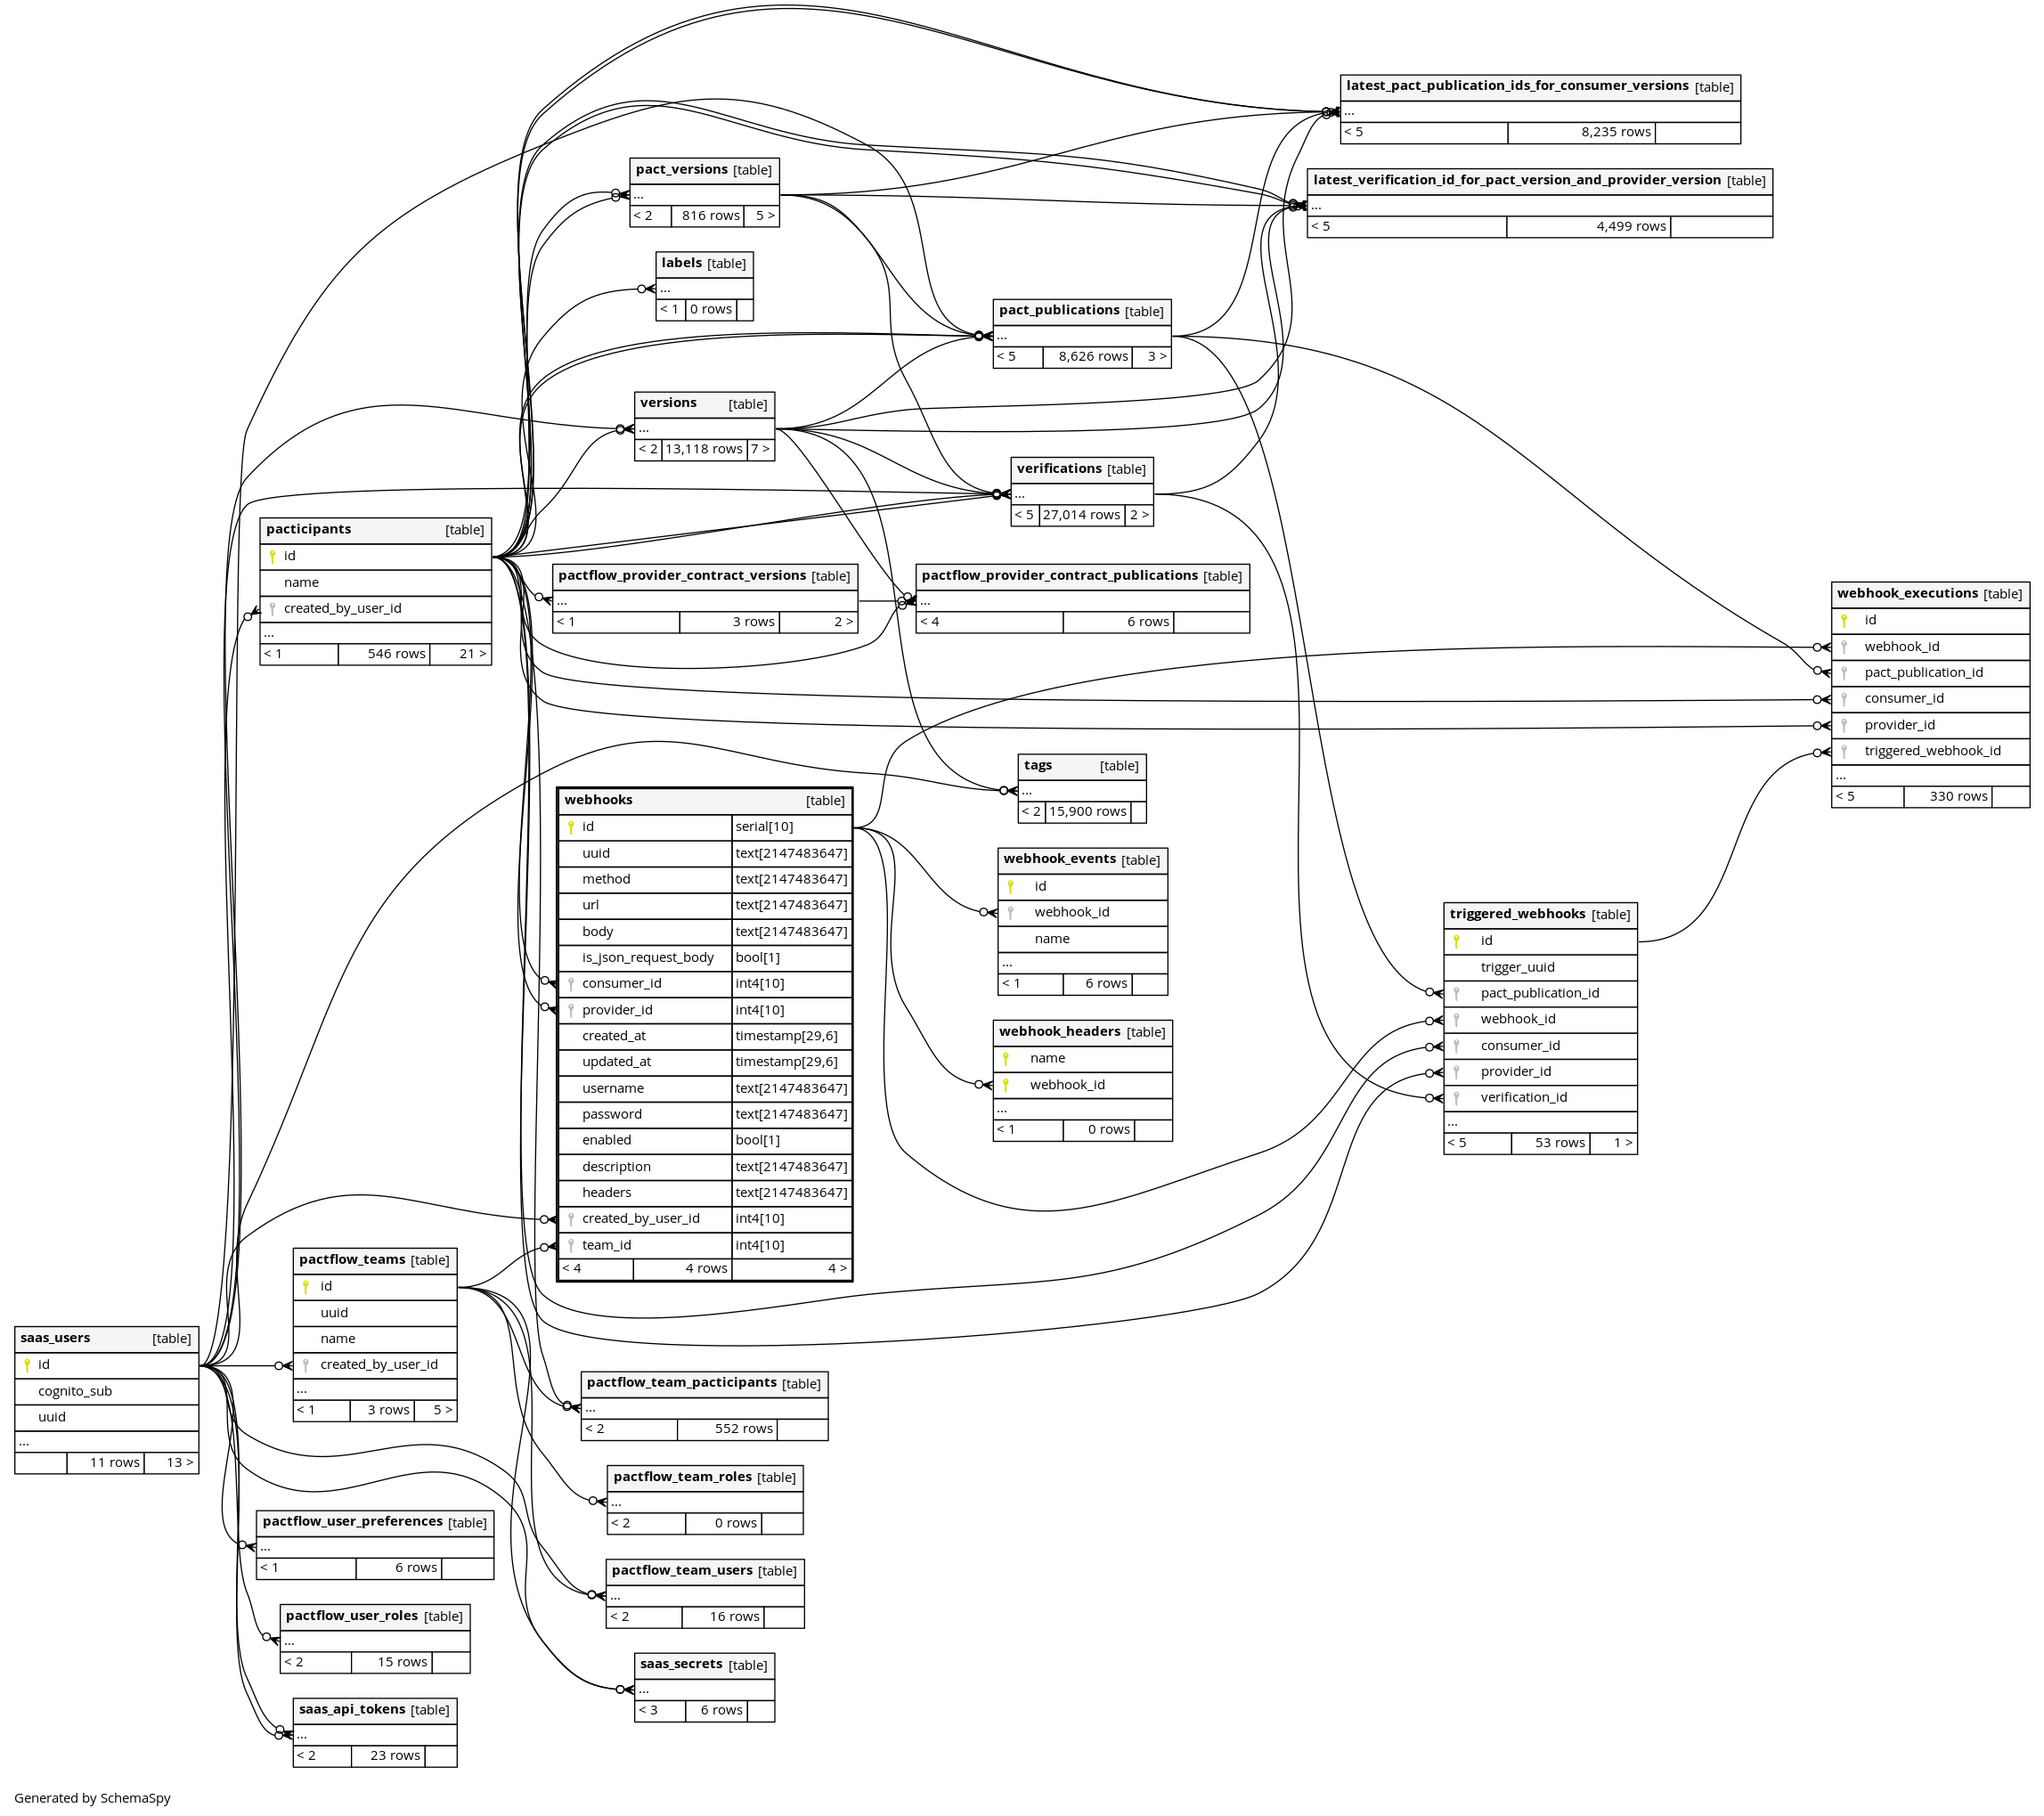 latest_pact_publication_ids_for_consumer_versions [table]
...
< 5 8,235 rows
pact_versions [table]
...
< 2 816 rows 5 >
latest_verification_id_for_pact_version_and_provider_version [table]
...
< 5 4,499 rows
labels [table]
...
< 1 0 rows
pact_publications [table]
...
< 5 8,626 rows 3 >
versions [table]
...
< 2 13,118 rows 7 >
verifications [table]
...
< 5 27,014 rows 2 >
pacticipants [table]
id
name
created_by_user_id
...
< 1 546 rows 21 >
pactflow_provider_contract_versions [table]
...
< 1 3 rows 2 >
pactflow_provider_contract_publications [table]
...
< 4 6 rows
webhook_executions [table]
id
webhook_id
pact_publication_id
consumer_id
provider_id
triggered_webhook_id
...
< 5 330 rows
tags [table]
...
< 2 15,900 rows
webhooks [table]
id serial[10]
uuid text[2147483647]
method text[2147483647]
url text[2147483647]
body text[2147483647]
is_json_request_body bool[1]
consumer_id int4[10]
provider_id int4[10]
created_at timestamp[29,6]
updated_at timestamp[29,6]
username text[2147483647]
password text[2147483647]
enabled bool[1]
description text[2147483647]
headers text[2147483647]
created_by_user_id int4[10]
team_id int4[10]
< 4 4 rows 4 >
webhook_events [table]
id
webhook_id
name
...
< 1 6 rows
webhook_headers [table]
name
webhook_id
...
< 1 0 rows
triggered_webhooks [table]
id
trigger_uuid
pact_publication_id
webhook_id
consumer_id
provider_id
verification_id
...
< 5 53 rows 1 >
pactflow_teams [table]
id
uuid
name
created_by_user_id
...
< 1 3 rows 5 >
saas_users [table]
id
cognito_sub
uuid
...
11 rows 13 >
pactflow_team_pacticipants [table]
...
< 2 552 rows
pactflow_team_roles [table]
...
< 2 0 rows
pactflow_user_preferences [table]
...
< 1 6 rows
pactflow_team_users [table]
...
< 2 16 rows
pactflow_user_roles [table]
...
< 2 15 rows
saas_secrets [table]
...
< 3 6 rows
saas_api_tokens [table]
...
< 2 23 rows
Generated by SchemaSpy